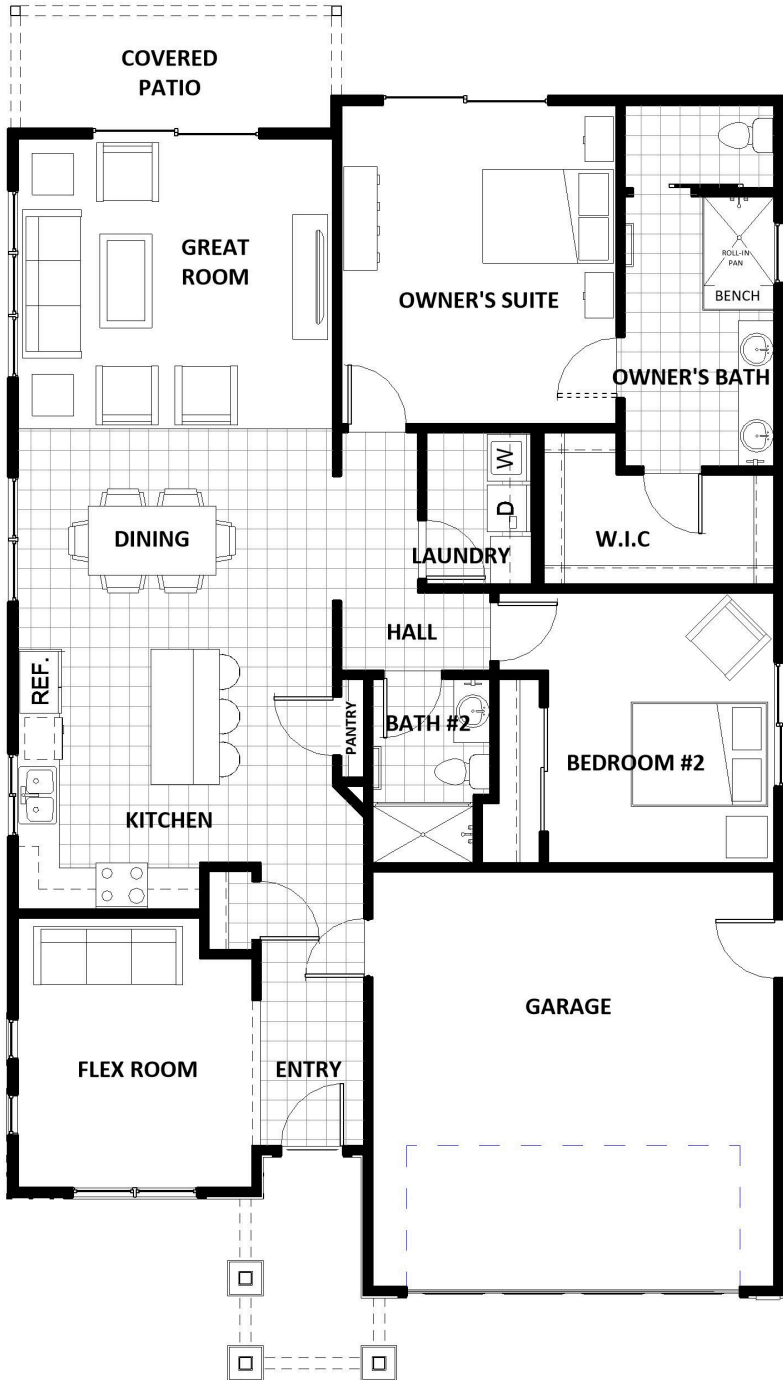 COVERED
PATIO
GREAT
ROOM
OWNER'S SUITE
ROLL-IN
PAN
BENCH
OWNER'S BATH
W
D
DINING
LAUNDRY
W.I.C
HALL
REF.
PANTRY
BATH #2
BEDROOM #2
KITCHEN
GARAGE
FLEX ROOM
ENTRY